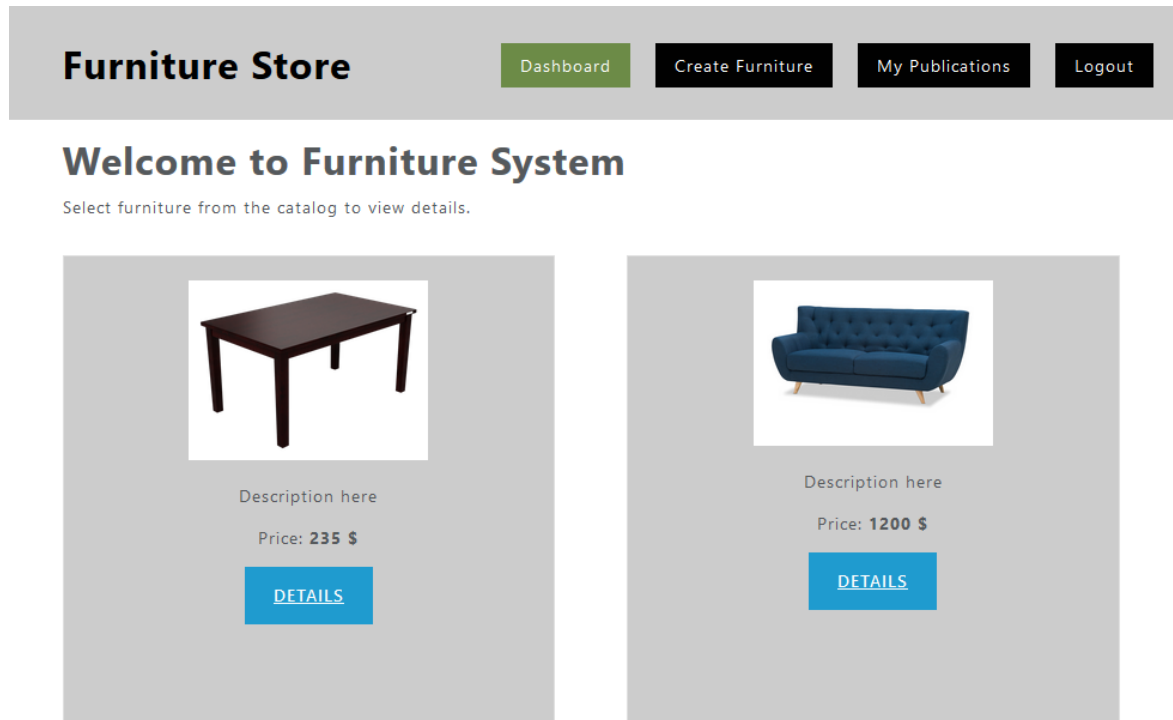 Furniture Store
Dashboard
Create Furniture
My Publications
Logout
Welcome to Furniture System
Select furniture from the catalog to view details.
Description here
Price: 235 $
DETAILS
Description here
Price: 1200 $
DETAILS